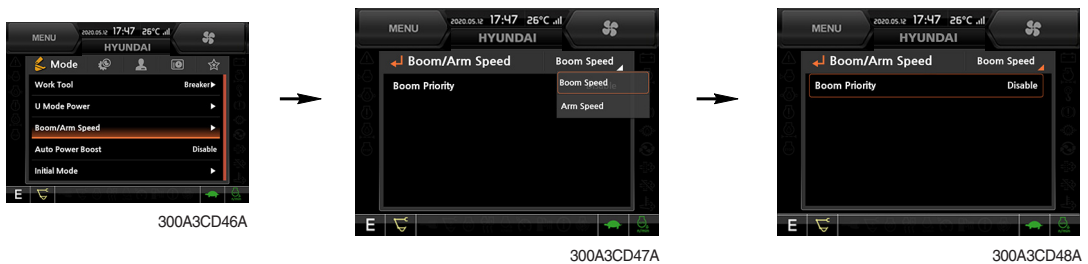 MENU
2020.05.12 17:47 26°C
HYUNDAI
Mode
Work Tool Breaker
U Mode Power
Boom/Arm Speed
Auto Power Boost Disable
Initial Mode
E
300A3CD46A
MENU
2020.05.12 17:47 26°C
HYUNDAI
Boom/Arm Speed Boom Speed
Boom Priority
Boom Speed
Arm Speed
E
300A3CD47A
MENU
2020.05.12 17:47 26°C
HYUNDAI
Boom/Arm Speed Boom Speed
Boom Priority Disable
E
300A3CD48A